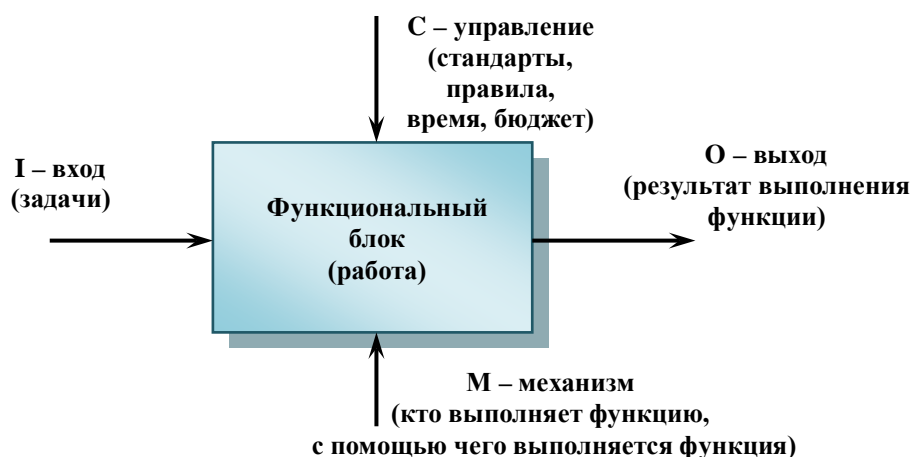 С – управление
(стандарты,
правила,
время, бюджет)
I – вход
(задачи)
О – выход
(результат выполнения
функции)
Функциональный
блок
(работа)
М – механизм
(кто выполняет функцию,
с помощью чего выполняется функция)